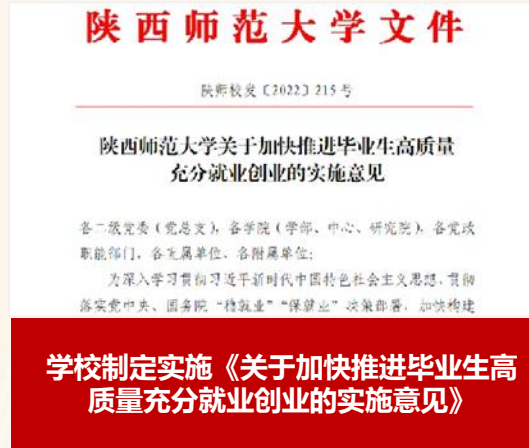 陕西师范大学文件
陕师校发〔2022〕215号
陕西师范大学关于加快推进毕业生高质量
充分就业创业的实施意见
各二级党委（党总支），各学院（学部、中心、研究院），各党政
职能部门，各直属单位、各附属单位：
为深入学习贯彻习近平新时代中国特色社会主义思想，贯彻
落实党中央、国务院“稳就业”“保就业”决策部署，加快构建
学校制定实施《关于加快推进毕业生高
质量充分就业创业的实施意见》